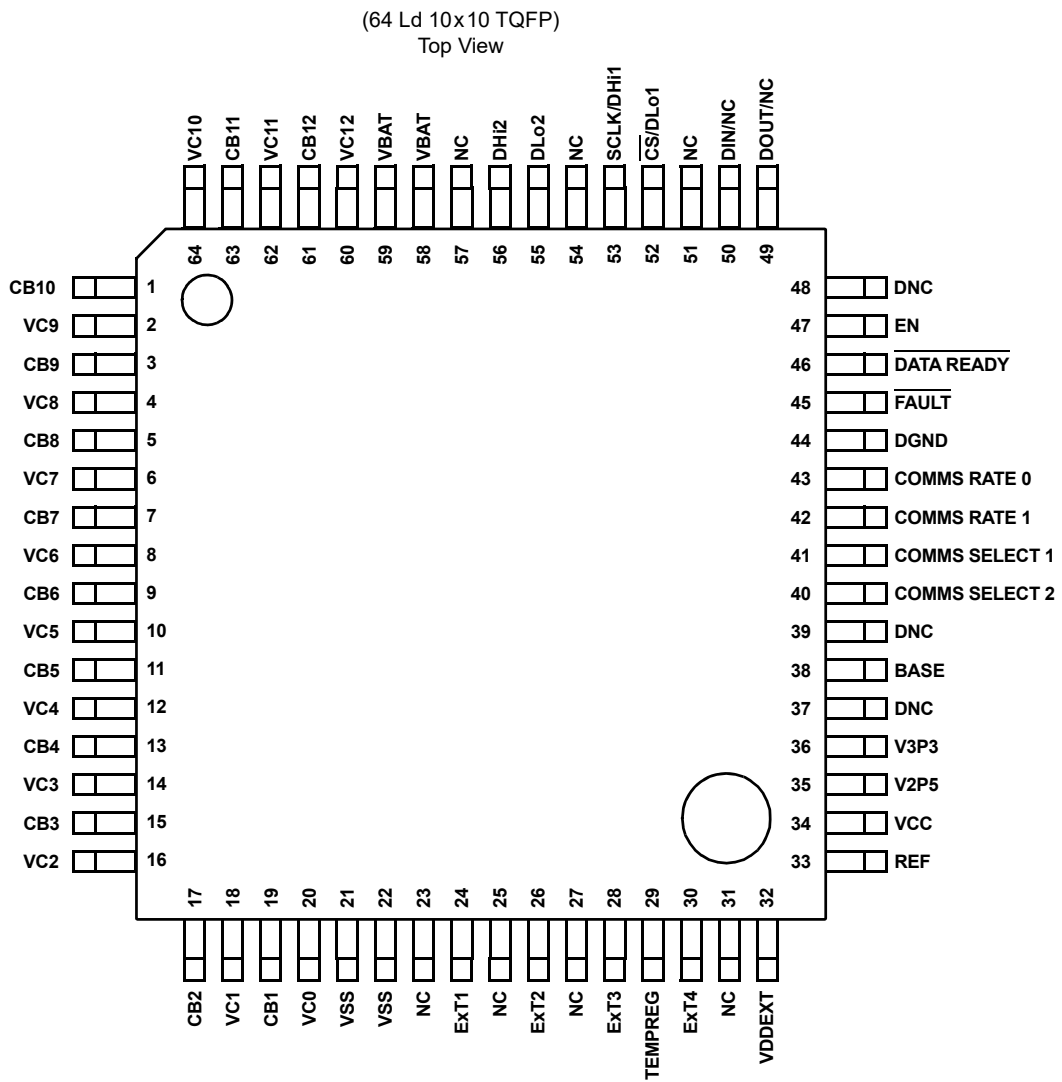 (64 Ld 10x10 TQFP)
Top View
VC10
CB11
VC11
CB12
VC12
VBAT
VBAT
NC
DHi2
DLo2
NC
SCLK/DHi1
CS/DLo1
NC
DIN/NC
DOUT/NC
64
63
62
61
60
59
58
57
56
55
54
53
52
51
50
49
CB10 1
VC9 2
CB9 3
VC8 4
CB8 5
VC7 6
CB7 7
VC6 8
CB6 9
VC5 10
CB5 11
VC4 12
CB4 13
VC3 14
CB3 15
VC2 16
48 DNC
47 EN
46 DATA READY
45 FAULT
44 DGND
43 COMMS RATE 0
42 COMMS RATE 1
41 COMMS SELECT 1
40 COMMS SELECT 2
39 DNC
38 BASE
37 DNC
36 V3P3
35 V2P5
34 VCC
33 REF
17
18
19
20
21
22
23
24
25
26
27
28
29
30
31
32
CB2
VC1
CB1
VC0
VSS
VSS
NC
ExT1
NC
ExT2
NC
ExT3
TEMPREG
ExT4
NC
VDDEXT